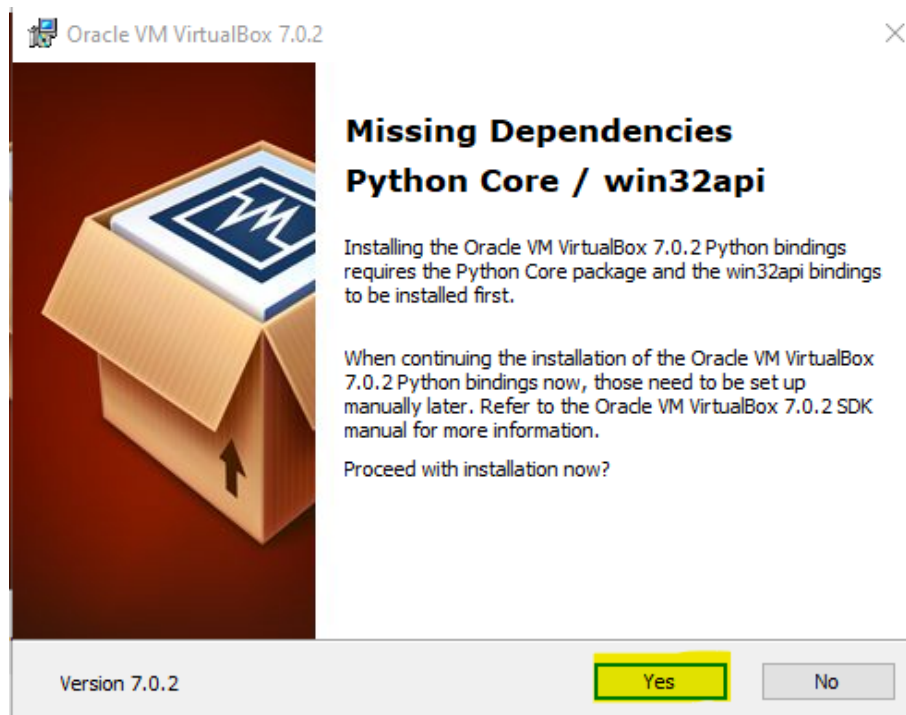 Oracle VM VirtualBox 7.0.2
Missing Dependencies
Python Core / win32api
Installing the Oracle VM VirtualBox 7.0.2 Python bindings
requires the Python Core package and the win32api bindings
to be installed first.
When continuing the installation of the Oracle VM VirtualBox
7.0.2 Python bindings now, those need to be set up
manually later. Refer to the Oracle VM VirtualBox 7.0.2 SDK
manual for more information.
Proceed with installation now?
Version 7.0.2
Yes
No